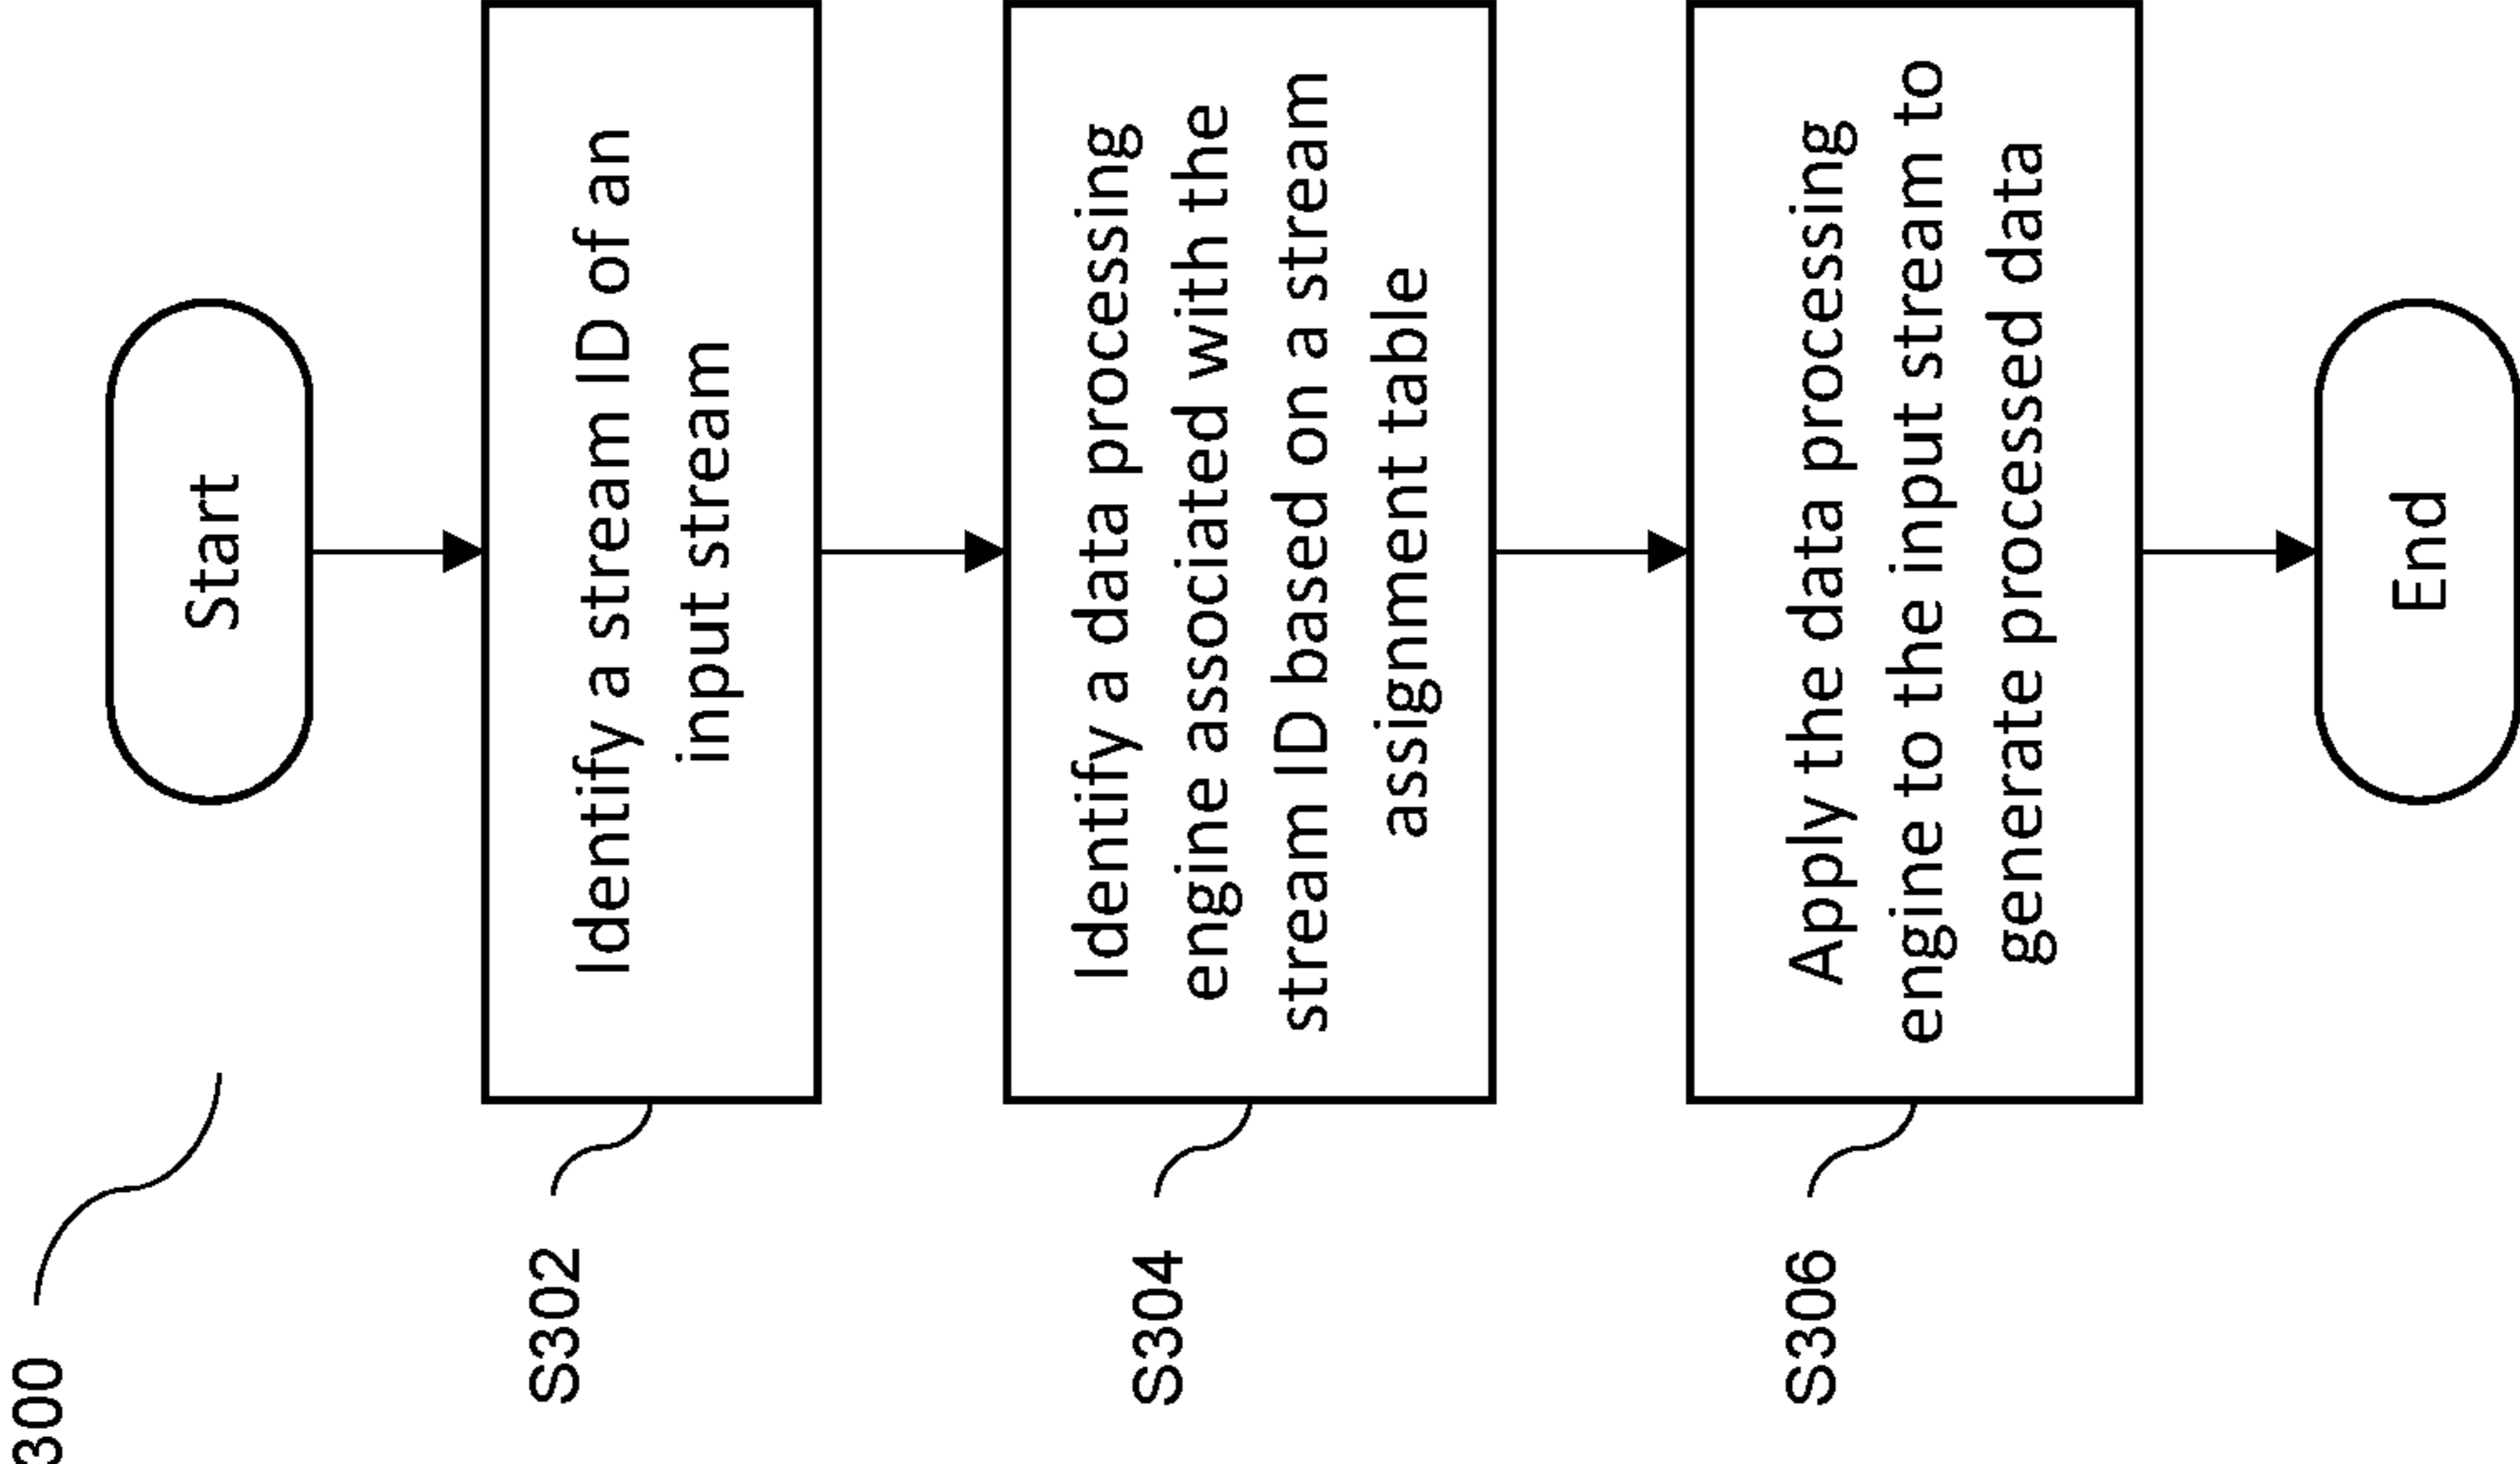 300
Start
S302
Identify a stream ID of an
input stream
S304
Identify a data processing
engine associated with the
stream ID based on a stream
assignment table
S306
Apply the data processing
engine to the input stream to
generate processed data
End